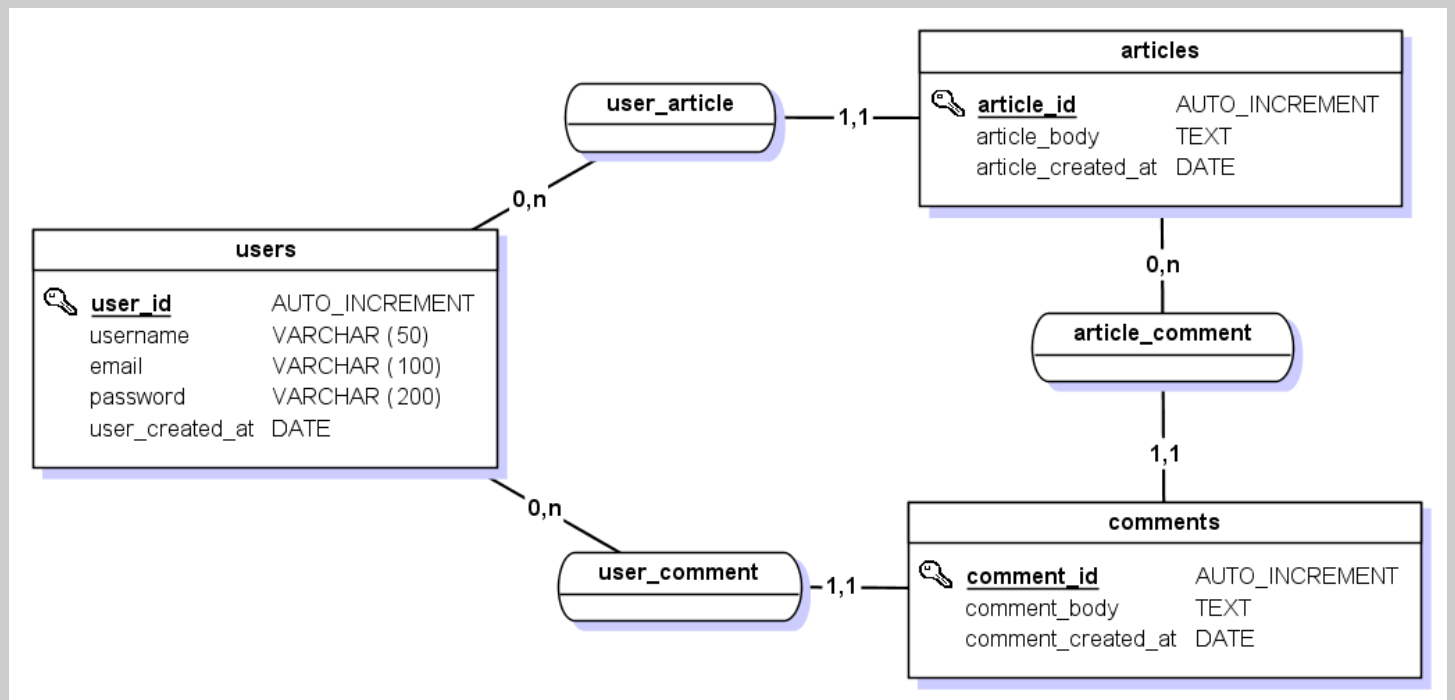 articles
article_id AUTO_INCREMENT
article_body TEXT
article_created_at DATE
user_article
1,1
0,n
users
user_id AUTO_INCREMENT
username VARCHAR (50)
email VARCHAR (100)
password VARCHAR (200)
user_created_at DATE
0,n
article_comment
1,1
0,n
user_comment
1,1
comments
comment_id AUTO_INCREMENT
comment_body TEXT
comment_created_at DATE